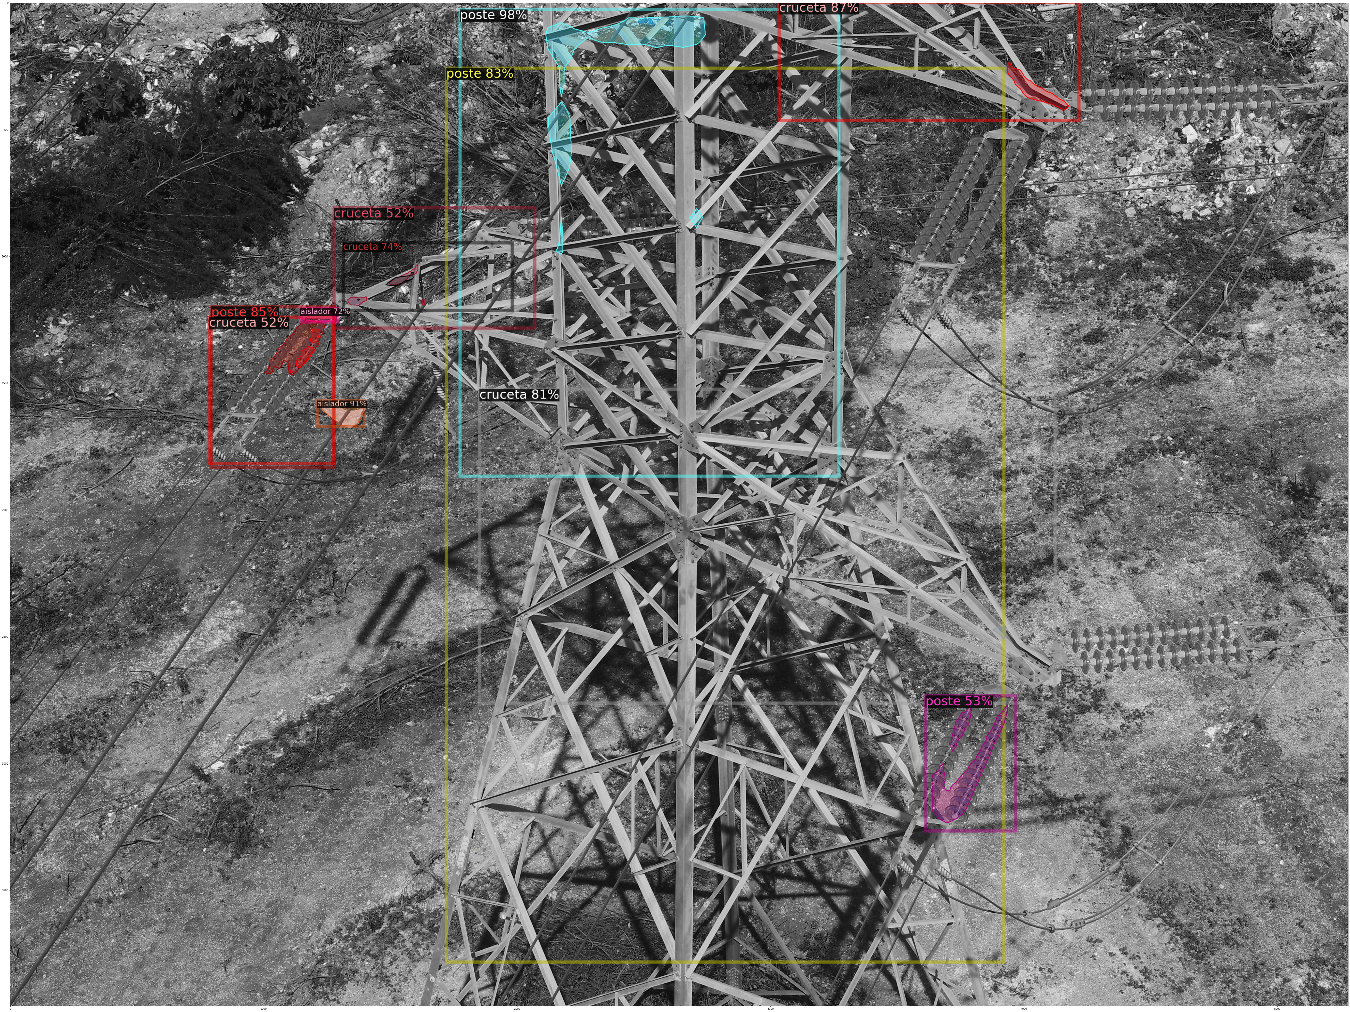 cruceta 87%
poste 98%
poste 83%
cruceta 52%
cruceta 74%
poste 85%
aislador 72%
cruceta 52%
cruceta 81%
aislador 91%
poste 53%